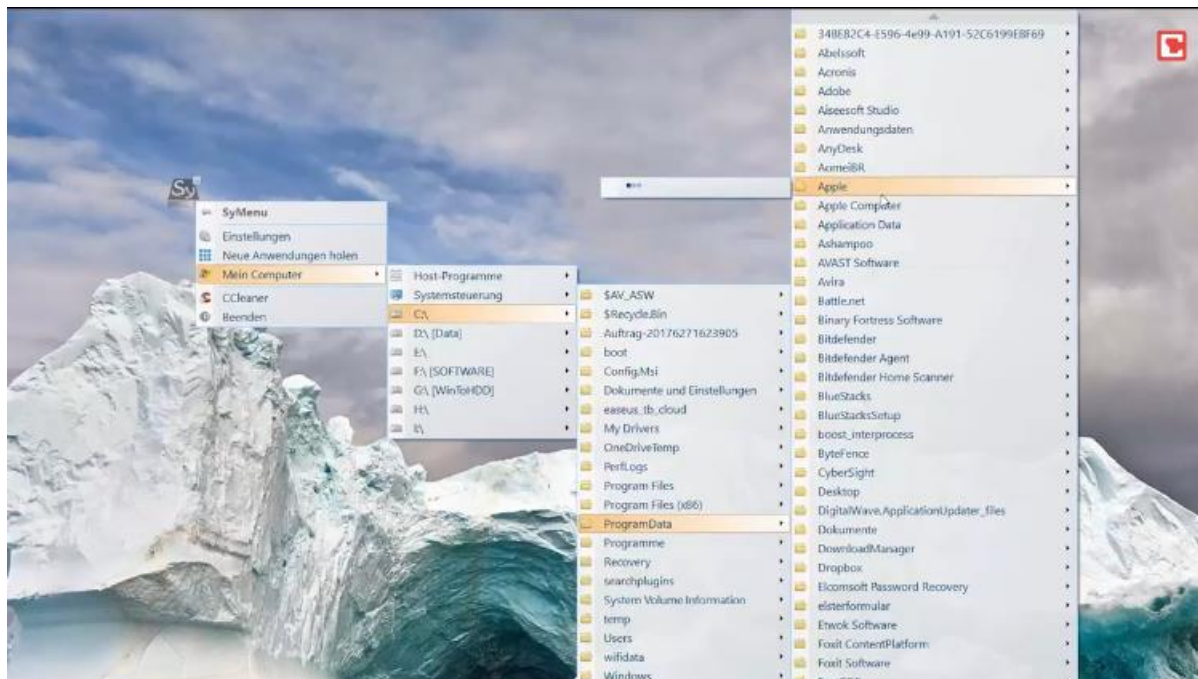 Sy
SyMenu
Einstellungen
Neue Anwendungen holen
Mein Computer
CCleaner
Beenden
Host-Programme
Systemsteuerung
C:\
D:\ [Data]
E:\
F:\ [SOFTWARE]
G:\ [WinToHDD]
H:\
I:\
$AV_ASW
$Recycle.Bin
Auftrag-20176271623905
boot
Config.Msi
Dokumente und Einstellungen
easeus_tb_cloud
My Drivers
OneDriveTemp
PerfLogs
Program Files
Program Files (x86)
ProgramData
Programme
Recovery
searchplugins
System Volume Information
temp
Users
wifidata
Windows
34BE82C4-E596-4e99-A191-52C6199EBF69
Abelssoft
Acronis
Adobe
Aiseesoft Studio
Anwendungsdaten
AnyDesk
AomeiBR
Apple
Apple Computer
Application Data
Ashampoo
AVAST Software
Avira
Battle.net
Binary Fortress Software
Bitdefender
Bitdefender Agent
Bitdefender Home Scanner
BlueStacks
BlueStacksSetup
boost_interprocess
ByteFence
CyberSight
Desktop
DigitalWave.ApplicationUpdater_files
Dokumente
DownloadManager
Dropbox
Elcomsoft Password Recovery
elsterformular
Etwok Software
Foxit ContentPlatform
Foxit Software